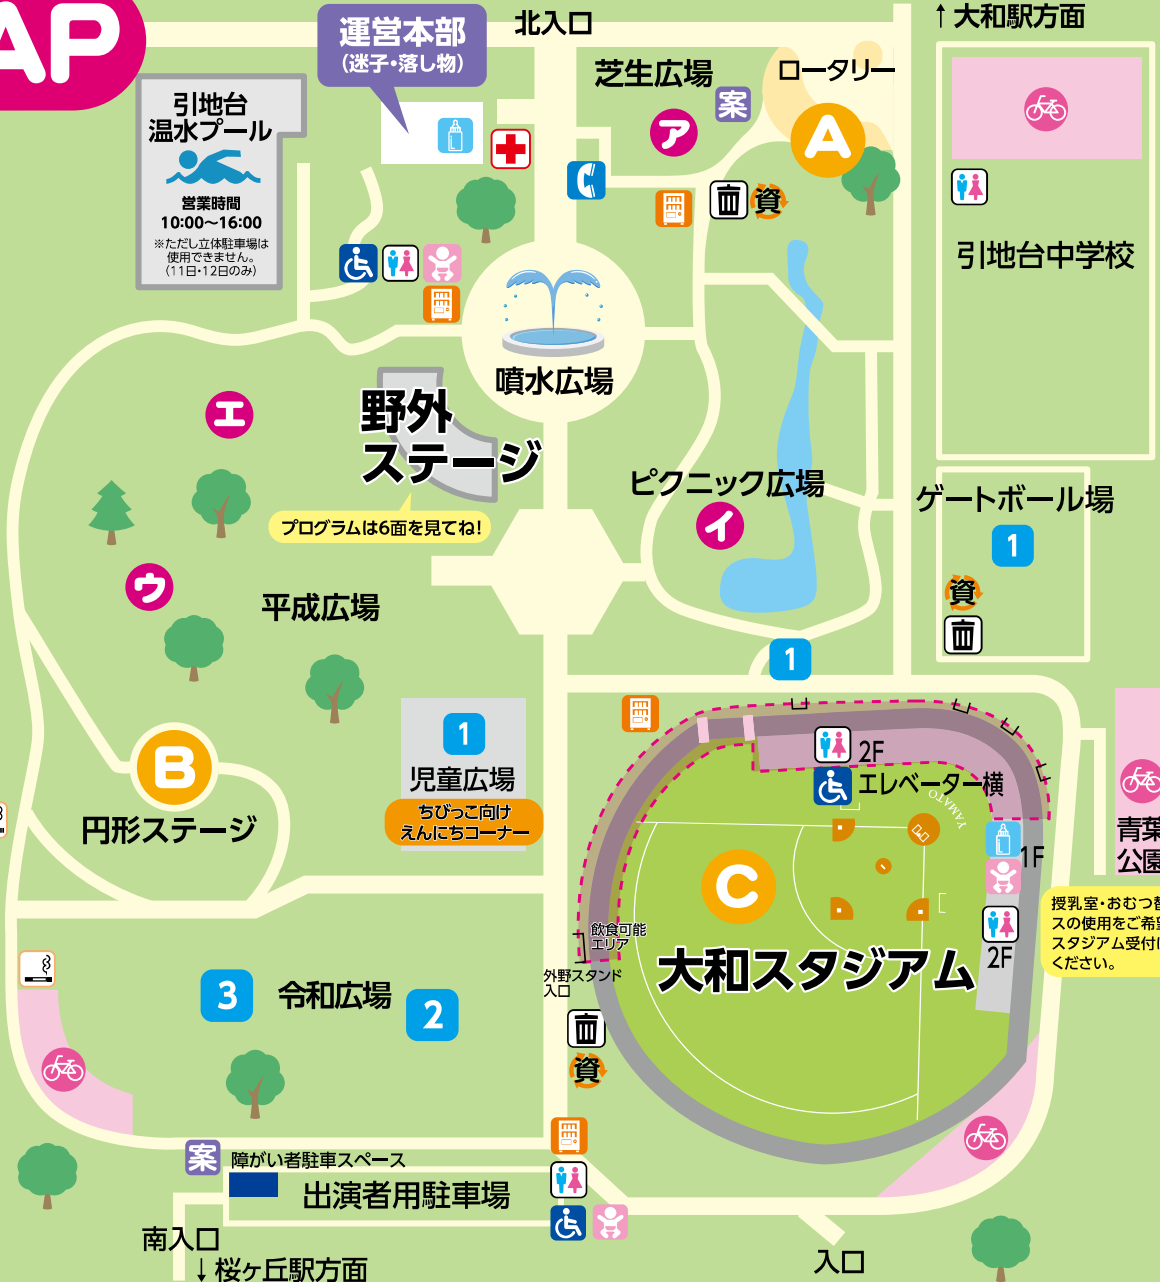 AP
運営本部
(迷子・落し物)
北入口
↑大和駅方面
芝生広場
ロータリー
案
ア
A
引地台
温水プール
営業時間
10:00〜16:00
※ただし立体駐車場は
使用できません。
(11日・12日のみ)
資
引地台中学校
噴水広場
エ
野外
ステージ
プログラムは6面を見てね!
ピクニック広場
イ
ゲートボール場
1
資
ウ
平成広場
1
1
児童広場
ちびっこ向け
えんにちコーナー
B
円形ステージ
2F
エレベーター横
YAMATO
1F
青葉
公園
C
授乳室・おむつ替
スの使用をご希望
スタジアム受付に
ください。
2F
飲食可能
エリア
大和スタジアム
外野スタンド
入口
3
令和広場
2
資
案
障がい者駐車スペース
出演者用駐車場
南入口
↓桜ヶ丘駅方面
入口